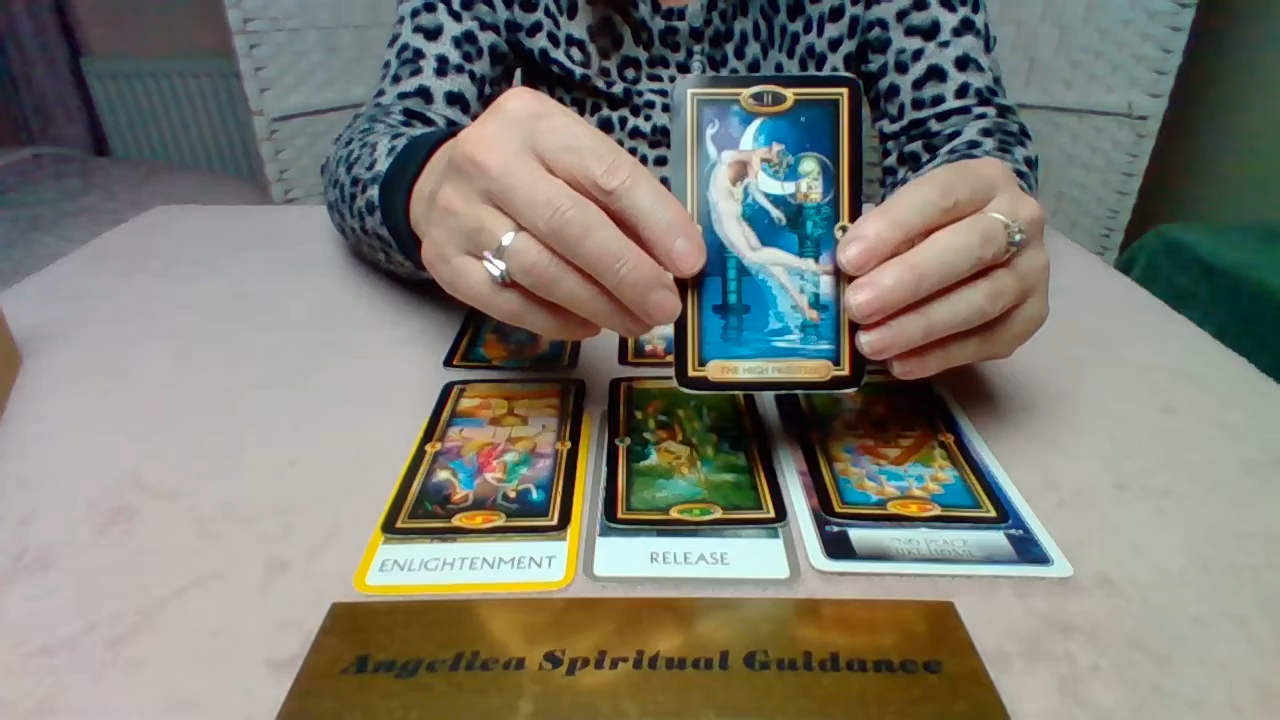 II
THE HIGH PRIESTESS
ENLIGHTENMENT
RELEASE
"NO PLACE
LIKE HOME
Angelica Spiritual Guidance